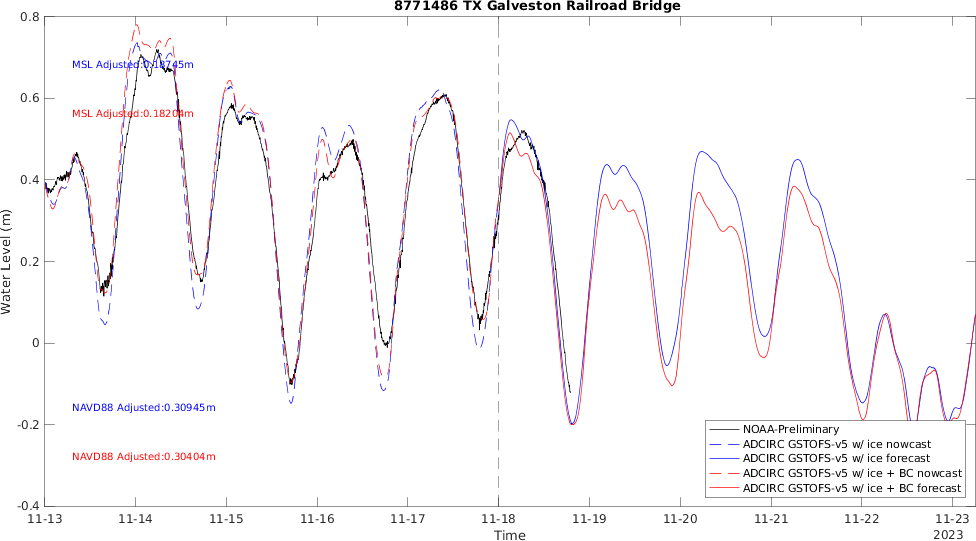 8771486 TX Galveston Railroad Bridge
0.8
0.6
0.4
0.2
0
-0.2
-0.4
Water Level (m)
MSL Adjusted:0.18745m
MSL Adjusted:0.18204m
NAVD88 Adjusted:0.30945m
NAVD88 Adjusted:0.30404m
NOAA-Preliminary
ADCIRC GSTOFS-v5 w/ ice nowcast
ADCIRC GSTOFS-v5 w/ ice forecast
ADCIRC GSTOFS-v5 w/ ice + BC nowcast
ADCIRC GSTOFS-v5 w/ ice + BC forecast
11-13 11-14 11-15 11-16 11-17 11-18 11-19 11-20 11-21 11-22 11-23
Time
2023